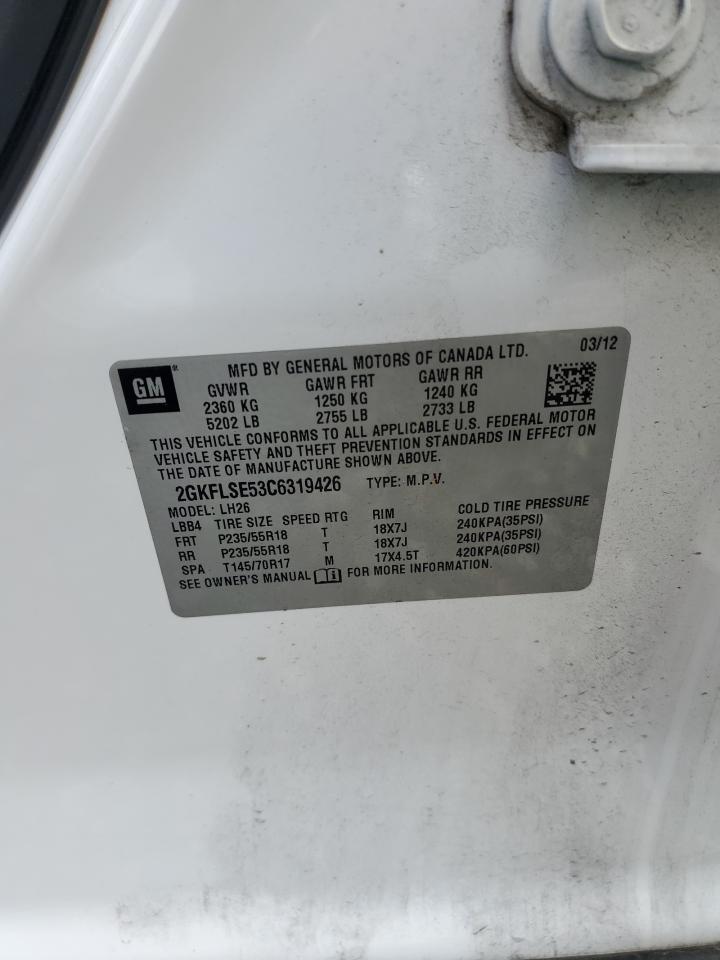 GM
MFD BY GENERAL MOTORS OF CANADA LTD. 03/12
GVWR GAWR FRT GAWR RR
2360 KG 1250 KG 1240 KG
5202 LB 2755 LB 2733 LB
THIS VEHICLE CONFORMS TO ALL APPLICABLE U.S. FEDERAL MOTOR
VEHICLE SAFETY AND THEFT PREVENTION STANDARDS IN EFFECT ON
THE DATE OF MANUFACTURE SHOWN ABOVE.
2GKFLSE53C6319426 TYPE: M.P.V.
MODEL: LH26
LBB4 TIRE SIZE SPEED RTG RIM COLD TIRE PRESSURE
FRT P235/55R18 T 18X7J 240KPA(35PSI)
RR P235/55R18 T 18X7J 240KPA(35PSI)
SPA T145/70R17 M 17X4.5T 420KPA(60PSI)
SEE OWNER'S MANUAL FOR MORE INFORMATION.